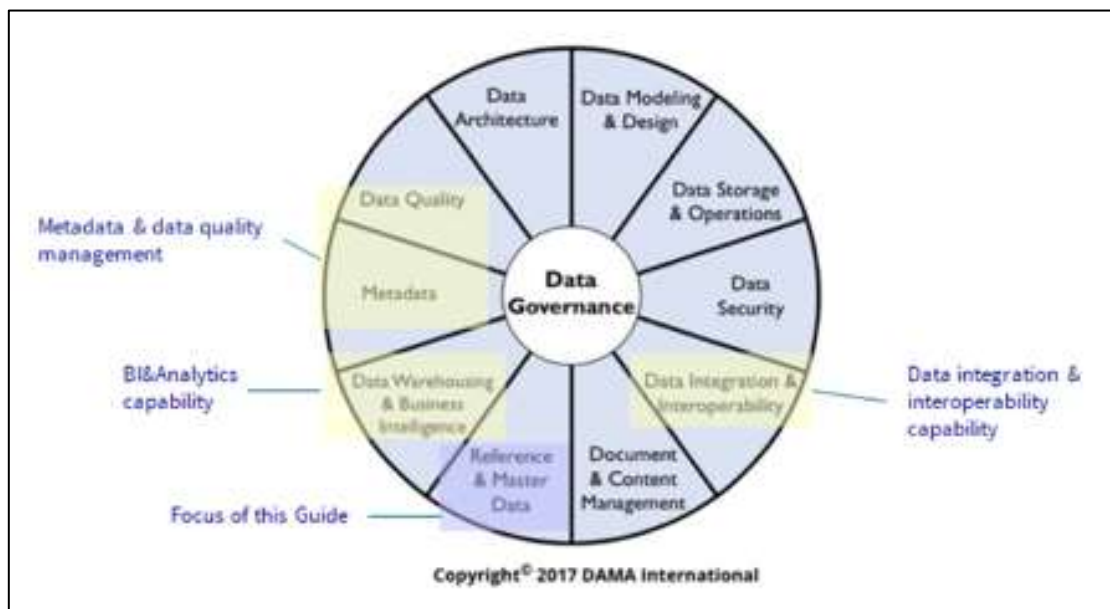 Data
Architecture
Data Modeling
& Design
Data Quality
Data Storage
& Operations
Metadata & data quality
management
Metadata
Data
Governance
Data
Security
BI&Analytics
capability
Data Warehousing
& Business
Intelligence
Data Integration &
Interoperability
Data integration &
interoperability
capability
Reference
& Master
Data
Document
& Content
Management
Focus of this Guide
Copyright© 2017 DAMA International